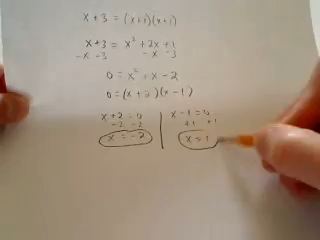 x + 3 = (x+1)(x+1)
x + 3 = x² + 2x + 1
-x -3 -x -3
0 = x² + x - 2
0 = (x + 2)(x - 1)
x + 2 = 0 x - 1 = 0
-2 -2 +1 +1
x = -2 x = 1